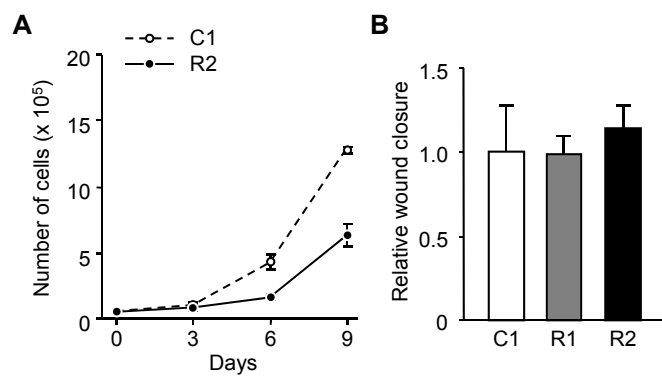 A
C1
R2
Number of cells (x 10⁵)
20
15
10
5
0
0 3 6 9
Days
B
Relative wound closure
1.5
1.0
0.5
0
C1 R1 R2